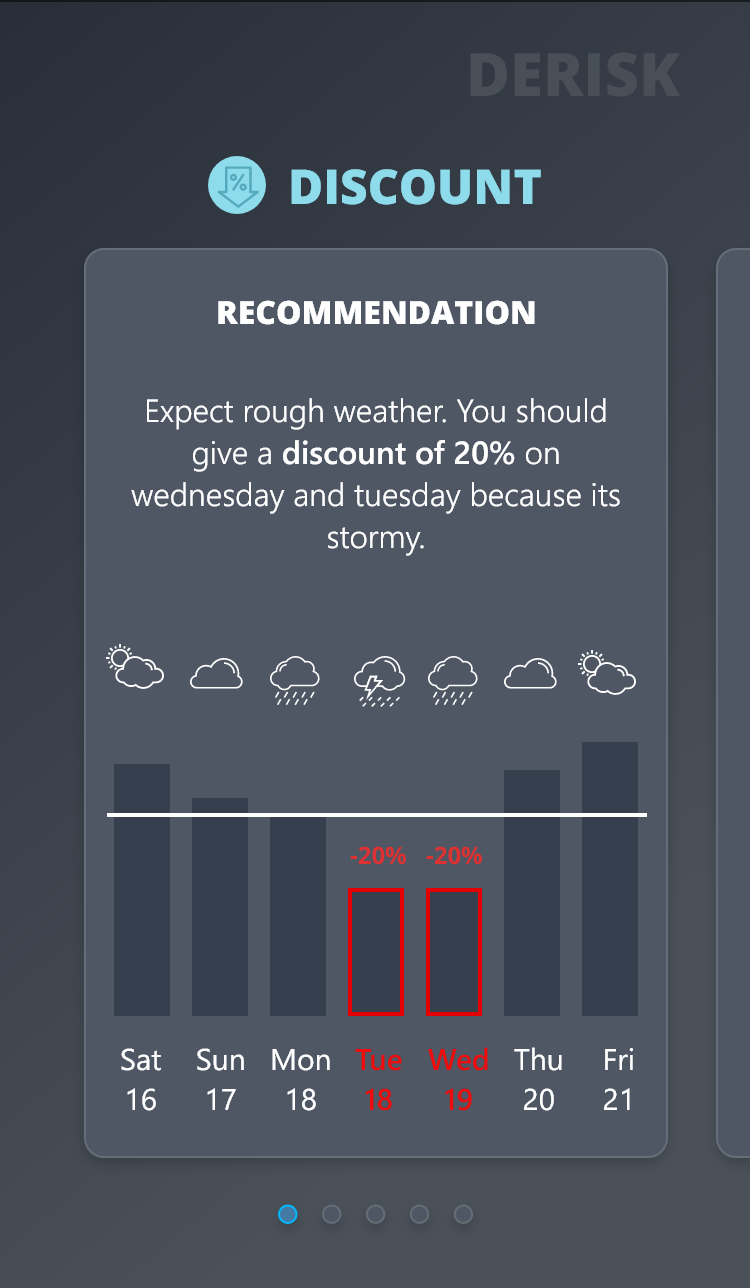 DERISK
DISCOUNT
RECOMMENDATION
Expect rough weather. You should
give a discount of 20% on
wednesday and tuesday because its
stormy.
-20% -20%
Sat Sun Mon Tue Wed Thu Fri
16 17 18 18 19 20 21